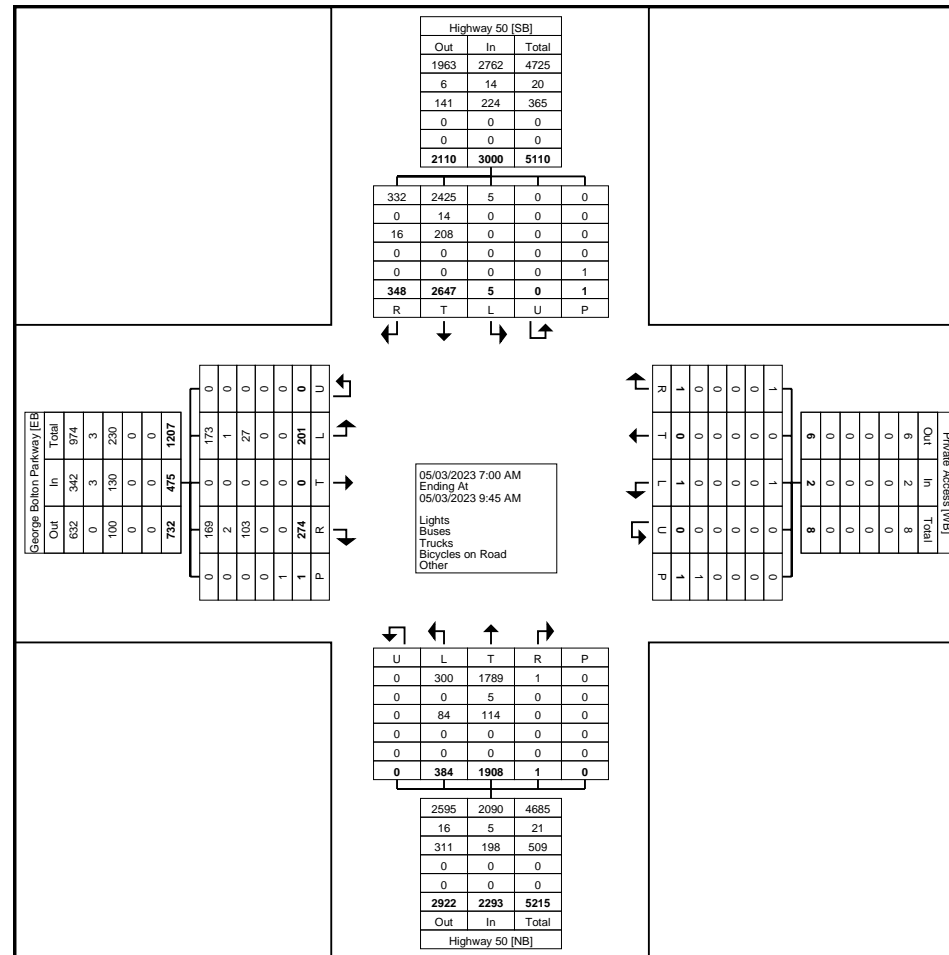 Highway 50 [SB]
Out In Total
1963 2762 4725
6 14 20
141 224 365
0 0 0
0 0 0
2110 3000 5110
332 2425 5 0 0
0 14 0 0 0
16 208 0 0 0
0 0 0 0 0
0 0 0 0 1
348 2647 5 0 1
R T L U P
George Bolton Parkway [EB
Total In Out
974 342 632
3 3 0
230 130 100
0 0 0
0 0 0
1207 475 732
0 173 0 169 0
0 1 0 2 0
0 27 0 103 0
0 0 0 0 0
0 0 0 0 1
0 201 0 274 1
U L T R P
05/03/2023 7:00 AM
Ending At
05/03/2023 9:45 AM
Lights
Buses
Trucks
Bicycles on Road
Other
R T L U P
1 0 1 0 1
0 0 0 0 1
0 0 0 0 0
0 0 0 0 0
0 0 0 0 0
1 0 1 0 0
Private Access [WB]
Out In Total
6 2 8
0 0 0
0 0 0
0 0 0
0 0 0
6 2 8
U L T R P
0 300 1789 1 0
0 0 5 0 0
0 84 114 0 0
0 0 0 0 0
0 0 0 0 0
0 384 1908 1 0
2595 2090 4685
16 5 21
311 198 509
0 0 0
0 0 0
2922 2293 5215
Out In Total
Highway 50 [NB]